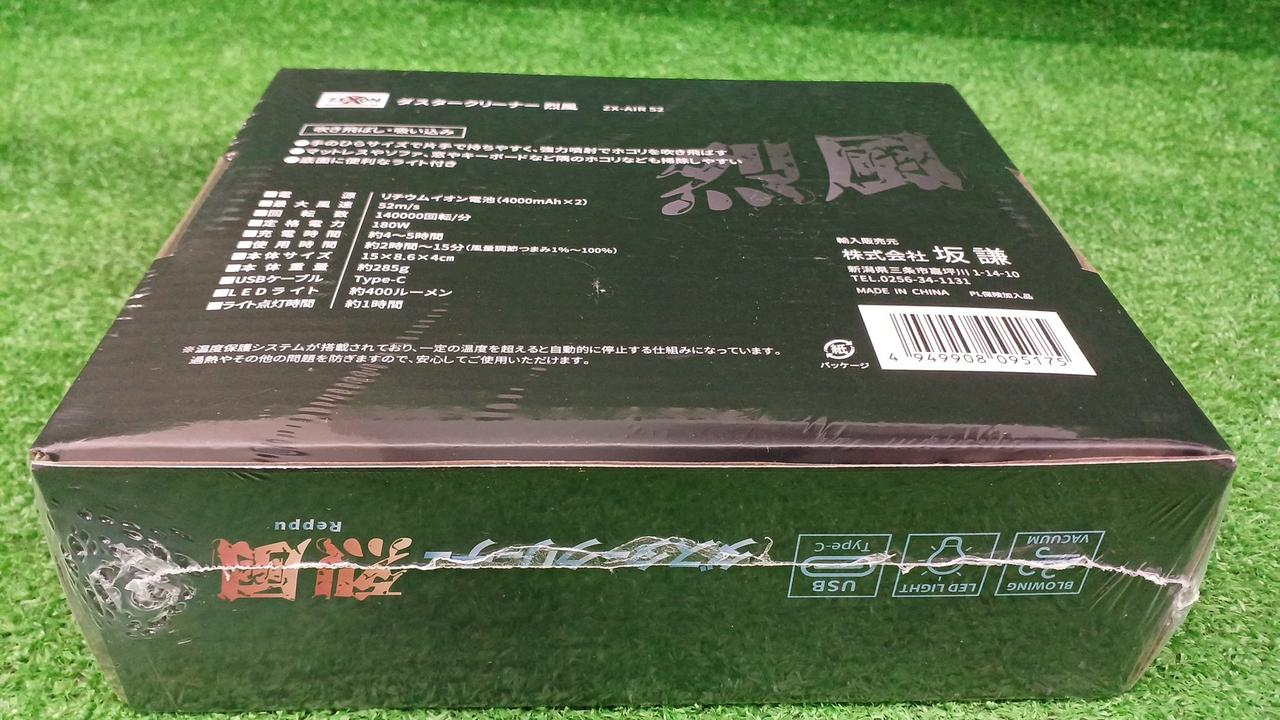 ZEXON ダスタークリーナー 烈風 ZX-AIR 52
吹き飛ばし・吸い込み
●手のひらサイズで片手で持ちやすく、強力噴射でホコリを吹き飛ばす
●マットレスやソファ、窓やキーボードなど隅のホコリなども掃除しやすい
●底面に便利なライト付き
烈風
■電源 リチウムイオン電池(4000mAh×2)
■最大風速 52m/s
■回転数 140000回転/分
■定格電力 180W
■充電時間 約4～5時間
■使用時間 約2時間～15分(風量調節つまみ1%～100%)
■本体サイズ 15×8.6×4㎝
■本体重量 約285g
■USBケーブル Type-C
■LEDライト 約400ルーメン
■ライト点灯時間 約1時間
※温度保護システムが搭載されており、一定の温度を超えると自動的に停止する仕組みになっています。
過熱やその他の問題を防ぎますので、安心してご使用いただけます。
輸入販売元
株式会社 坂謙
新潟県三条市嘉坪川1-14-10
TEL.0256-34-1131
MADE IN CHINA PL保険加入品
紙
パッケージ
4 949908 095175
BLOWING
VACUUM
LED LIGHT
USB
Type-C
ダスタークリーナー
烈風
Reppu